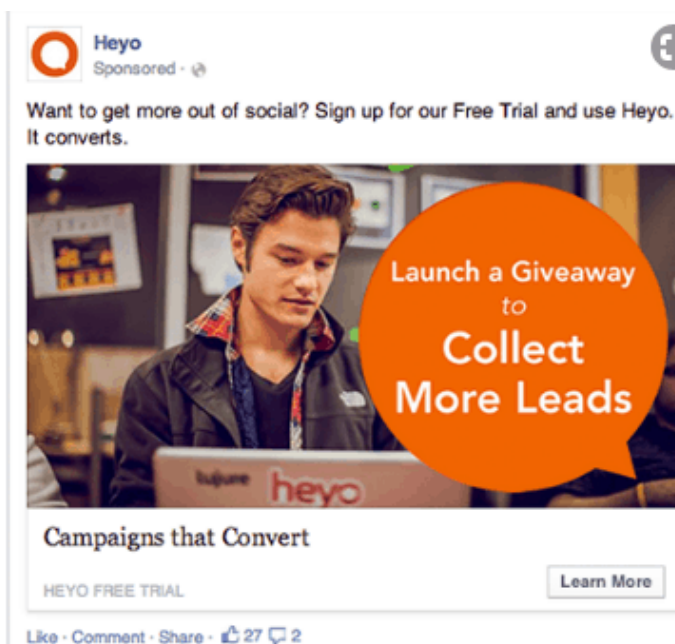 Heyo
Sponsored ·
Want to get more out of social? Sign up for our Free Trial and use Heyo.
It converts.
Launch a Giveaway
to
Collect
More Leads
kujure
heyo
Campaigns that Convert
HEYO FREE TRIAL
Learn More
Like · Comment · Share · 27 2